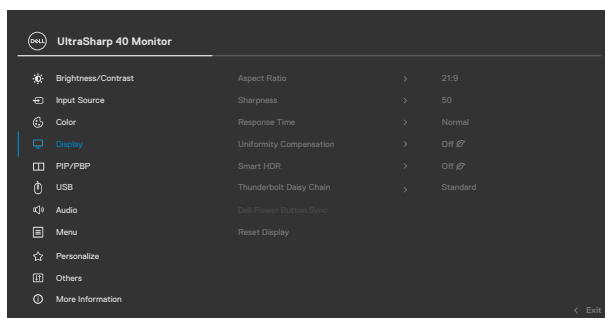 DELL
UltraSharp 40 Monitor
Brightness/Contrast Aspect Ratio > 21:9
Input Source Sharpness > 50
Color Response Time > Normal
Display Uniformity Compensation > Off
PIP/PBP Smart HDR > Off
USB Thunderbolt Daisy Chain > Standard
Audio Dell Power Button Sync
Menu Reset Display
Personalize
Others
More Information
< Exit